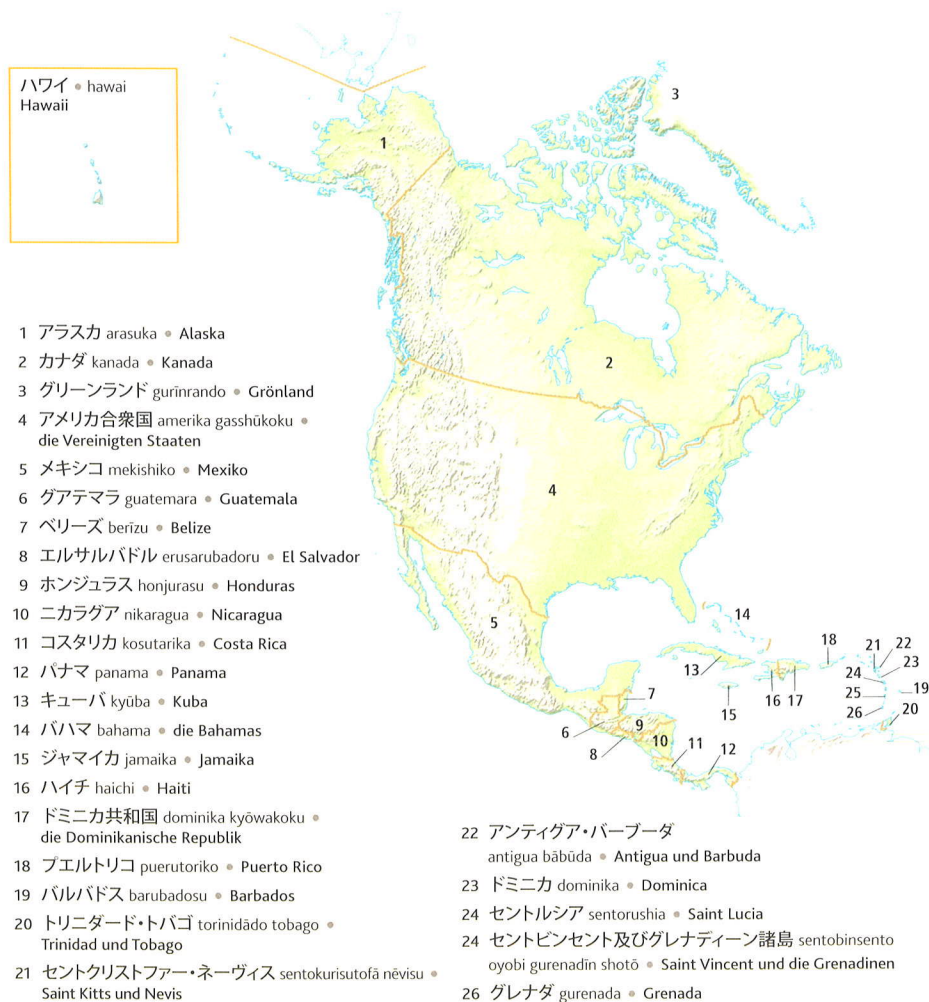 ハワイ • hawai
Hawaii
1 アラスカ arasuka • Alaska
2 カナダ kanada • Kanada
3 グリーンランド gurīnrando • Grönland
4 アメリカ合衆国 amerika gasshūkoku •
die Vereinigten Staaten
5 メキシコ mekishiko • Mexiko
6 グアテマラ guatemara • Guatemala
7 ベリーズ berīzu • Belize
8 エルサルバドル erusarubadoru • El Salvador
9 ホンジュラス honjurasu • Honduras
10 ニカラグア nikaragua • Nicaragua
11 コスタリカ kosutarika • Costa Rica
12 パナマ panama • Panama
13 キューバ kyūba • Kuba
14 バハマ bahama • die Bahamas
15 ジャマイカ jamaika • Jamaika
16 ハイチ haichi • Haiti
17 ドミニカ共和国 dominika kyōwakoku •
die Dominikanische Republik
18 プエルトリコ puerutoriko • Puerto Rico
19 バルバドス barubadosu • Barbados
20 トリニダード・トバゴ torinidādo tobago •
Trinidad und Tobago
21 セントクリストファー・ネーヴィス sentokurisutofā nēvisu •
Saint Kitts und Nevis
22 アンティグア・バーブーダ
antigua bābūda • Antigua und Barbuda
23 ドミニカ dominika • Dominica
24 セントルシア sentorushia • Saint Lucia
24 セントビンセント及びグレナディーン諸島 sentobinsento
oyobi gurenadīn shotō • Saint Vincent und die Grenadinen
26 グレナダ gurenada • Grenada
3
1
2
4
14
5
18
21
22
23
13
24
19
7
15
16
17
25
26
20
6
9
8
10
11
12